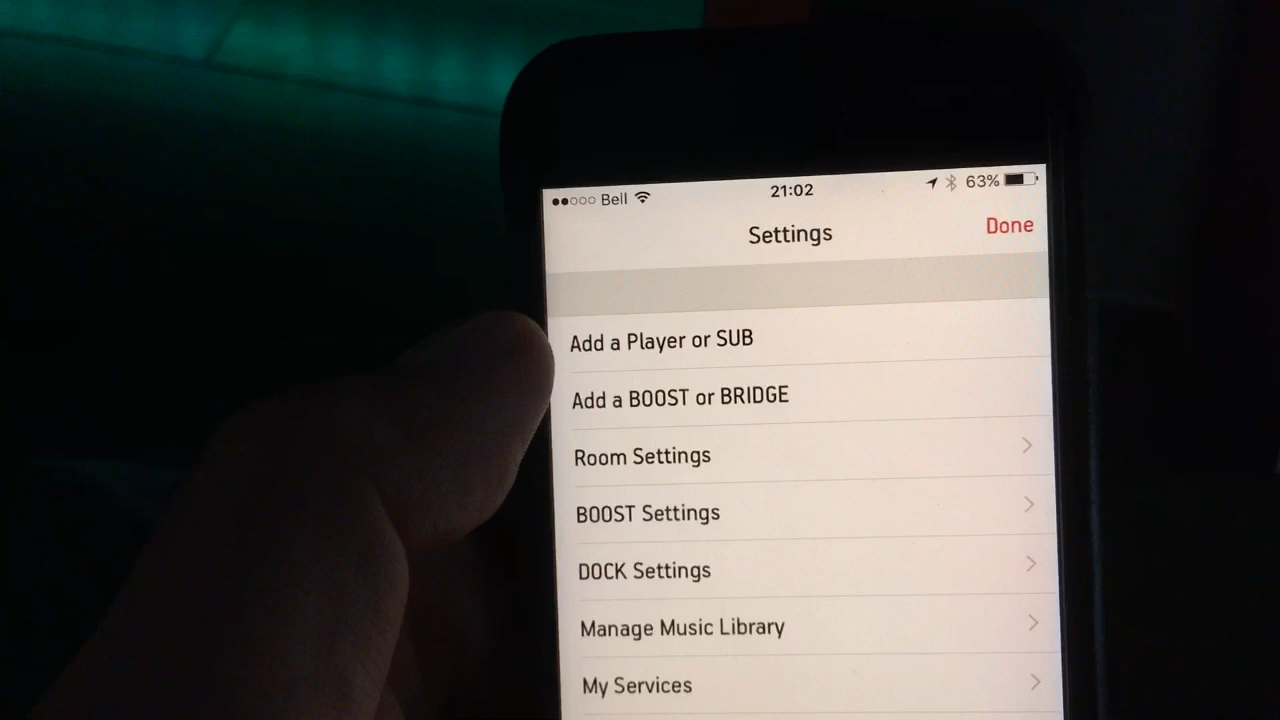 Bell 21:02 63%
Settings Done
Add a Player or SUB
Add a BOOST or BRIDGE
Room Settings
BOOST Settings
DOCK Settings
Manage Music Library
My Services